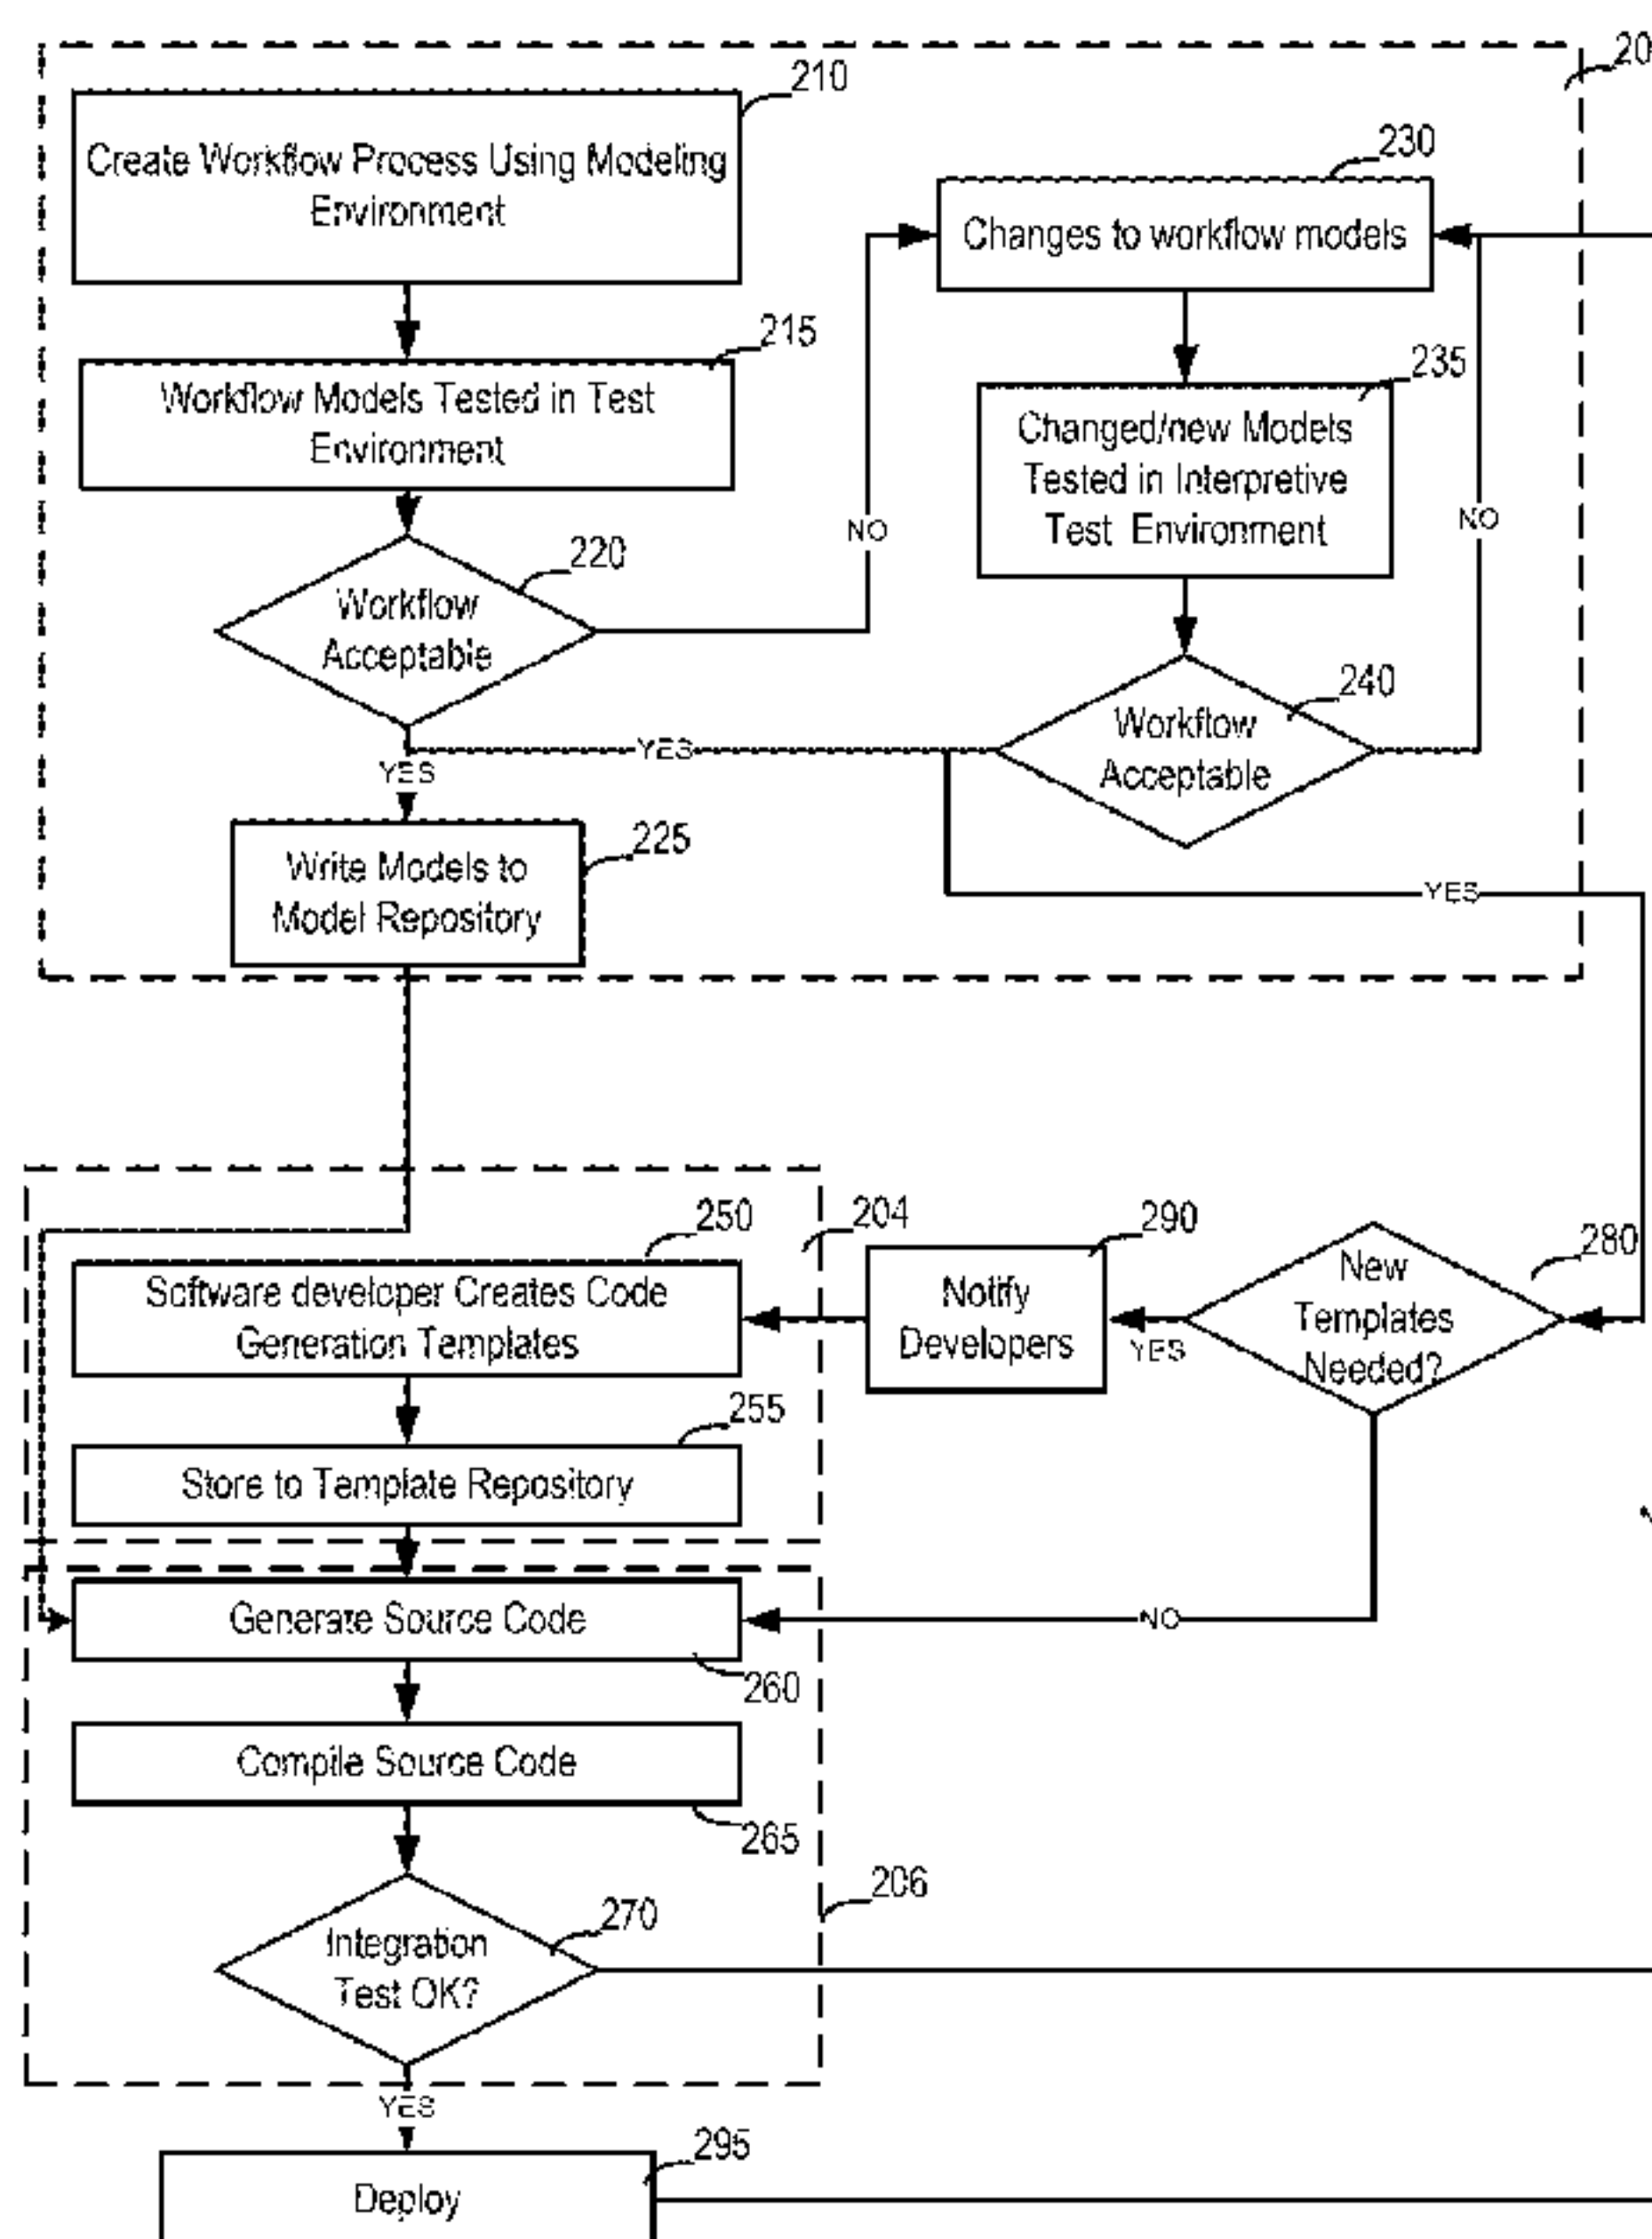 20
210
Create Workflow Process Using Modeling
Environment
230
Changes to workflow models
215
Workflow Models Tested in Test
Environment
235
Changed/new Models
Tested in Interpretive
Test Environment
NO
NO
220
Workflow
Acceptable
240
Workflow
Acceptable
YES
YES
225
Write Models to
Model Repository
YES
250
204
290
280
Software developer Creates Code
Generation Templates
Notify
Developers
YES
New
Templates
Needed?
255
Store to Template Repository
Generate Source Code
NO
260
Compile Source Code
265
206
270
Integration
Test OK?
YES
295
Deploy